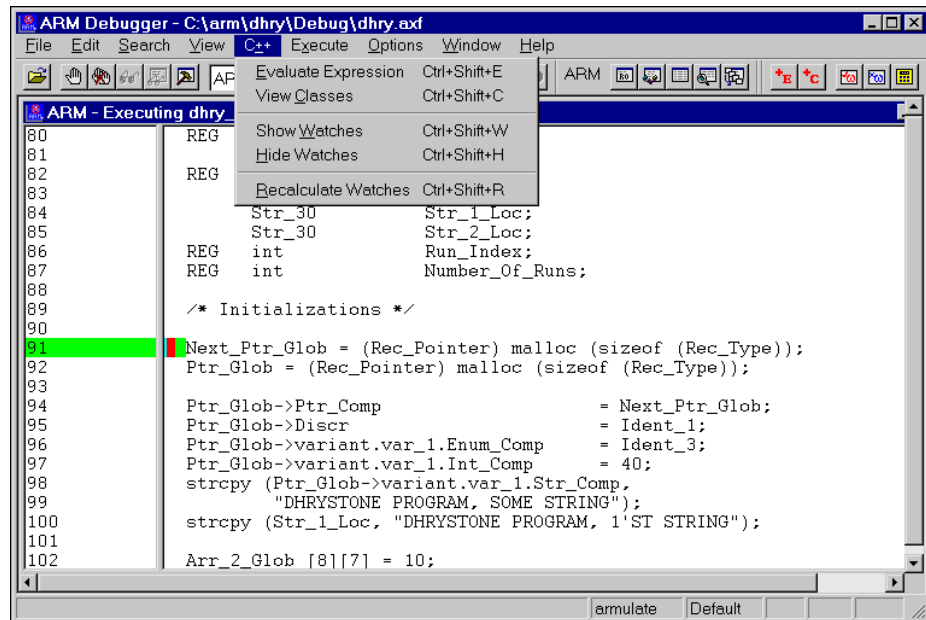 ARM Debugger - C:\arm\dhry\Debug\dhry.axf
File Edit Search View C++ Execute Options Window Help
AR ARM
ARM - Executing dhry_
Evaluate Expression Ctrl+Shift+E
View Classes Ctrl+Shift+C
Show Watches Ctrl+Shift+W
Hide Watches Ctrl+Shift+H
Recalculate Watches Ctrl+Shift+R
80 REG
81
82 REG
83
84 Str_30 Str_1_Loc;
85 Str_30 Str_2_Loc;
86 REG int Run_Index;
87 REG int Number_Of_Runs;
88
89 /* Initializations */
90
91 Next_Ptr_Glob = (Rec_Pointer) malloc (sizeof (Rec_Type));
92 Ptr_Glob = (Rec_Pointer) malloc (sizeof (Rec_Type));
93
94 Ptr_Glob->Ptr_Comp = Next_Ptr_Glob;
95 Ptr_Glob->Discr = Ident_1;
96 Ptr_Glob->variant.var_1.Enum_Comp = Ident_3;
97 Ptr_Glob->variant.var_1.Int_Comp = 40;
98 strcpy (Ptr_Glob->variant.var_1.Str_Comp,
99 "DHRYSTONE PROGRAM, SOME STRING");
100 strcpy (Str_1_Loc, "DHRYSTONE PROGRAM, 1'ST STRING");
101
102 Arr_2_Glob [8][7] = 10;
armulate Default